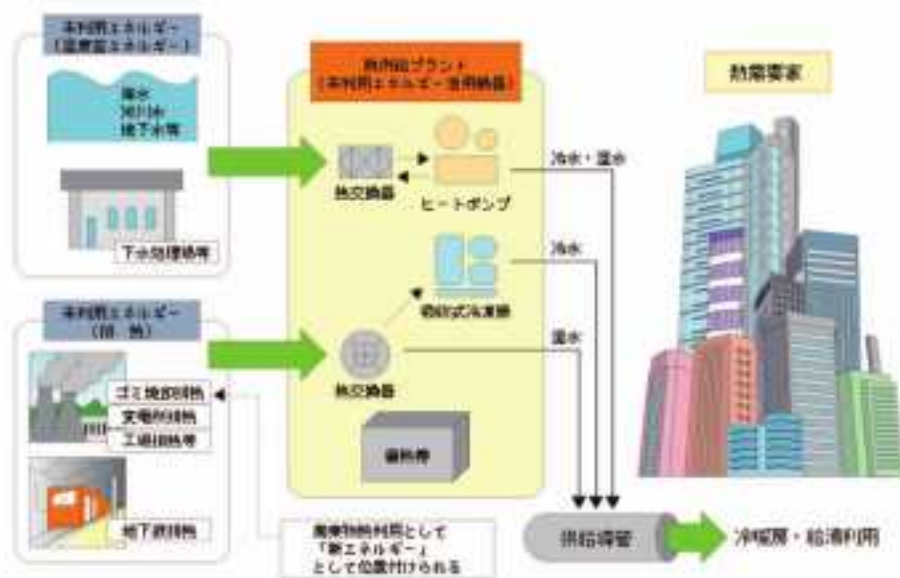 未利用エネルギー
(温度差エネルギー)
海水
河川水
地下水等
下水処理場等
未利用エネルギー
(排 熱)
ゴミ焼却排熱
変電所排熱
工場排熱等
地下鉄排熱
熱供給プラント
(未利用エネルギー活用機器)
熱交換器
ヒートポンプ
吸収式冷凍機
熱交換器
蓄熱槽
冷水・温水
冷水
温水
熱需要家
廃棄物熱利用として
「新エネルギー」
として位置付けられる
供給導管
冷暖房・給湯利用